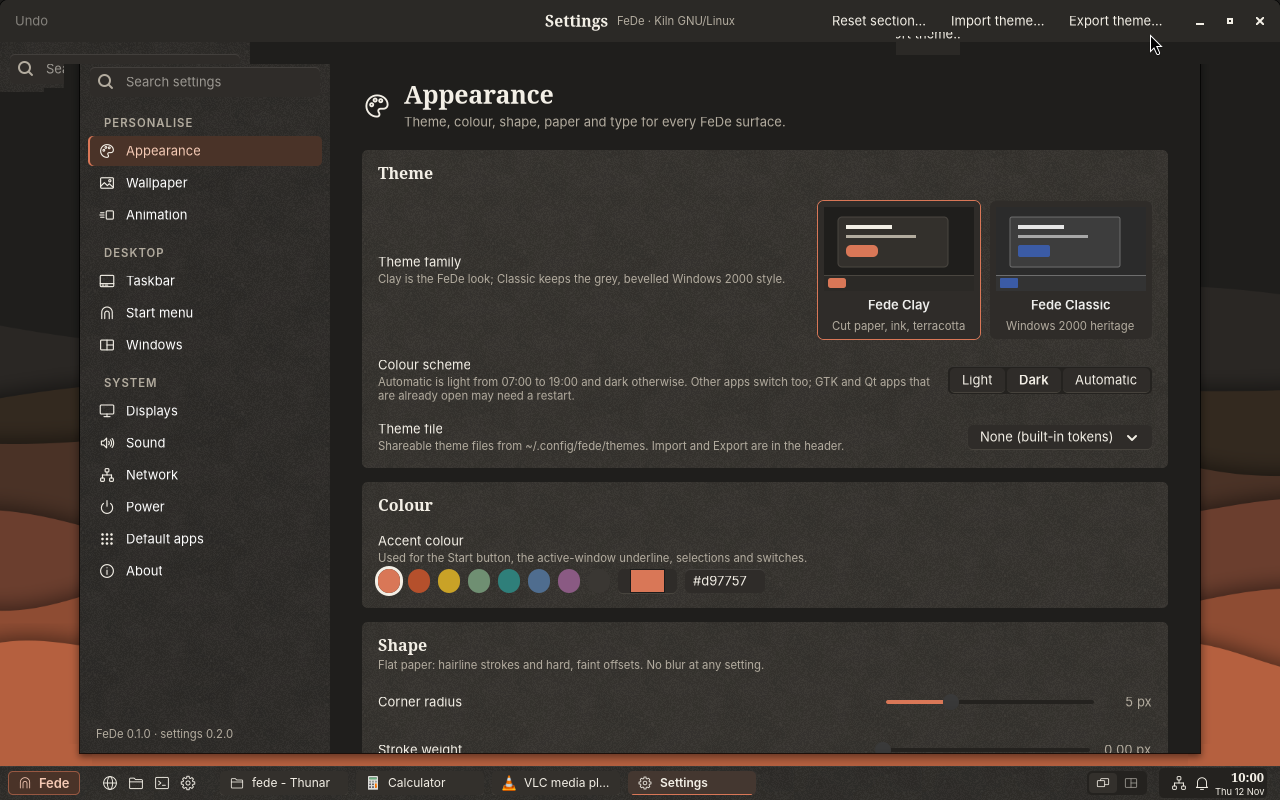 Undo
Settings FeDe · Kiln GNU/Linux
Reset section... Import theme... Export theme...
Search settings
PERSONALISE
Appearance
Wallpaper
Animation
DESKTOP
Taskbar
Start menu
Windows
SYSTEM
Displays
Sound
Network
Power
Default apps
About
FeDe 0.1.0 · settings 0.2.0
Appearance
Theme, colour, shape, paper and type for every FeDe surface.
Theme
Theme family
Clay is the FeDe look; Classic keeps the grey, bevelled Windows 2000 style.
Fede Clay
Cut paper, ink, terracotta
Fede Classic
Windows 2000 heritage
Colour scheme
Automatic is light from 07:00 to 19:00 and dark otherwise. Other apps switch too; GTK and Qt apps that
are already open may need a restart.
Light Dark Automatic
Theme file
Shareable theme files from ~/.config/fede/themes. Import and Export are in the header.
None (built-in tokens)
Colour
Accent colour
Used for the Start button, the active-window underline, selections and switches.
#d97757
Shape
Flat paper: hairline strokes and hard, faint offsets. No blur at any setting.
Corner radius 5 px
Stroke weight 0.00 px
Fede
fede - Thunar
Calculator
VLC media pl...
Settings
10:00
Thu 12 Nov